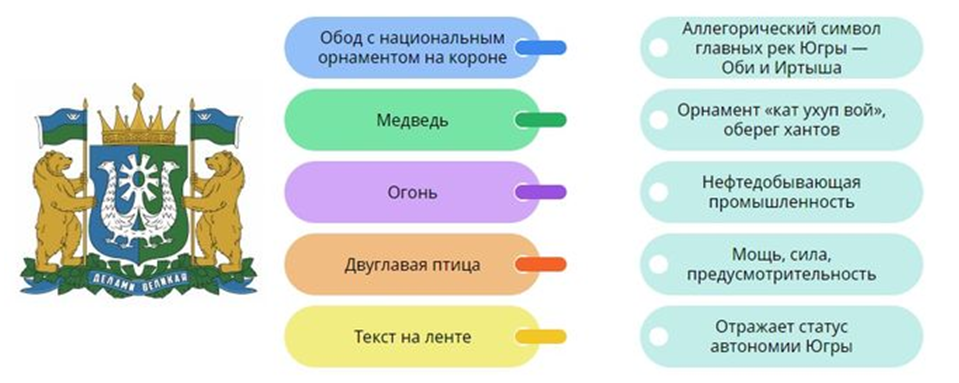 Обод с национальным
орнаментом на короне
Аллегорический символ
главных рек Югры —
Оби и Иртыша
Медведь
Орнамент «кат ухуп вой»,
оберег хантов
Огонь
Нефтедобывающая
промышленность
Двуглавая птица
Мощь, сила,
предусмотрительность
Текст на ленте
Отражает статус
автономии Югры
ДЕЛАМИ ВЕЛИКАЯ